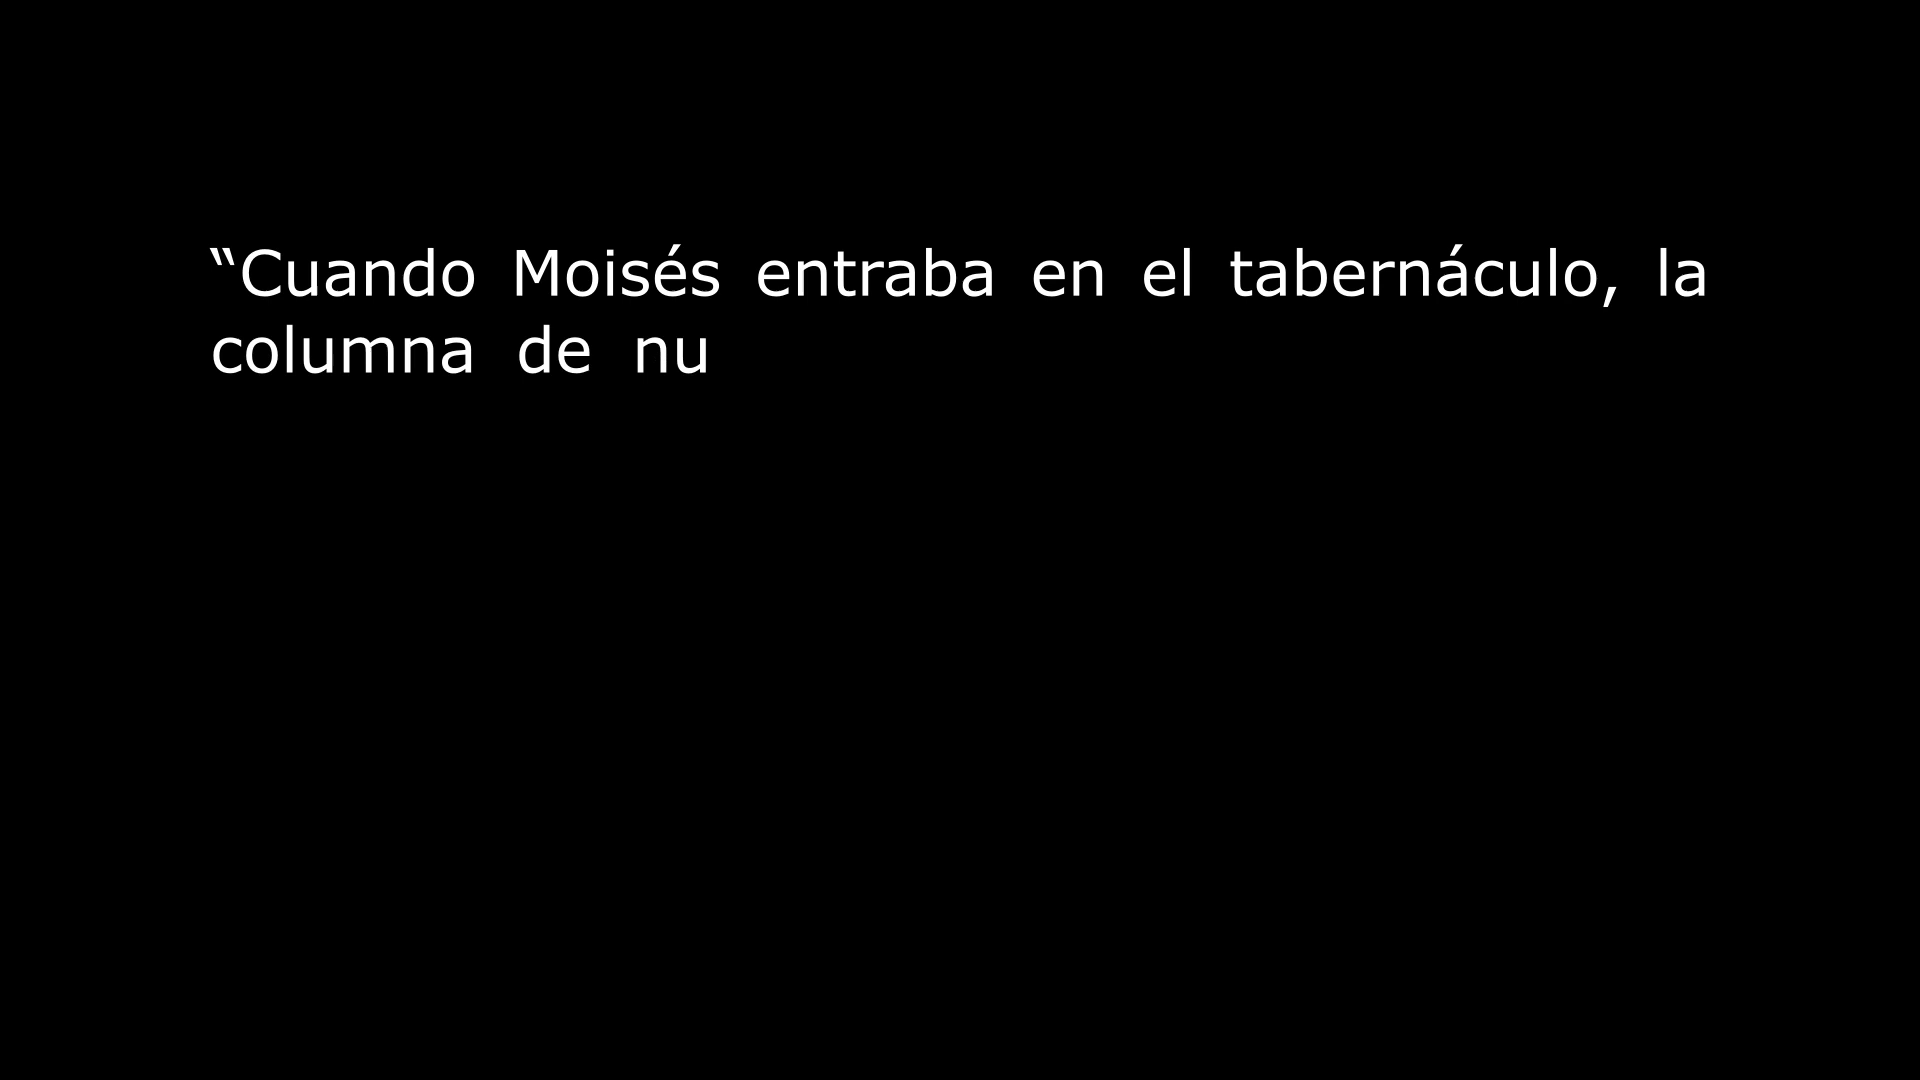 “Cuando Moisés entraba en el tabernáculo, la
columna de nu